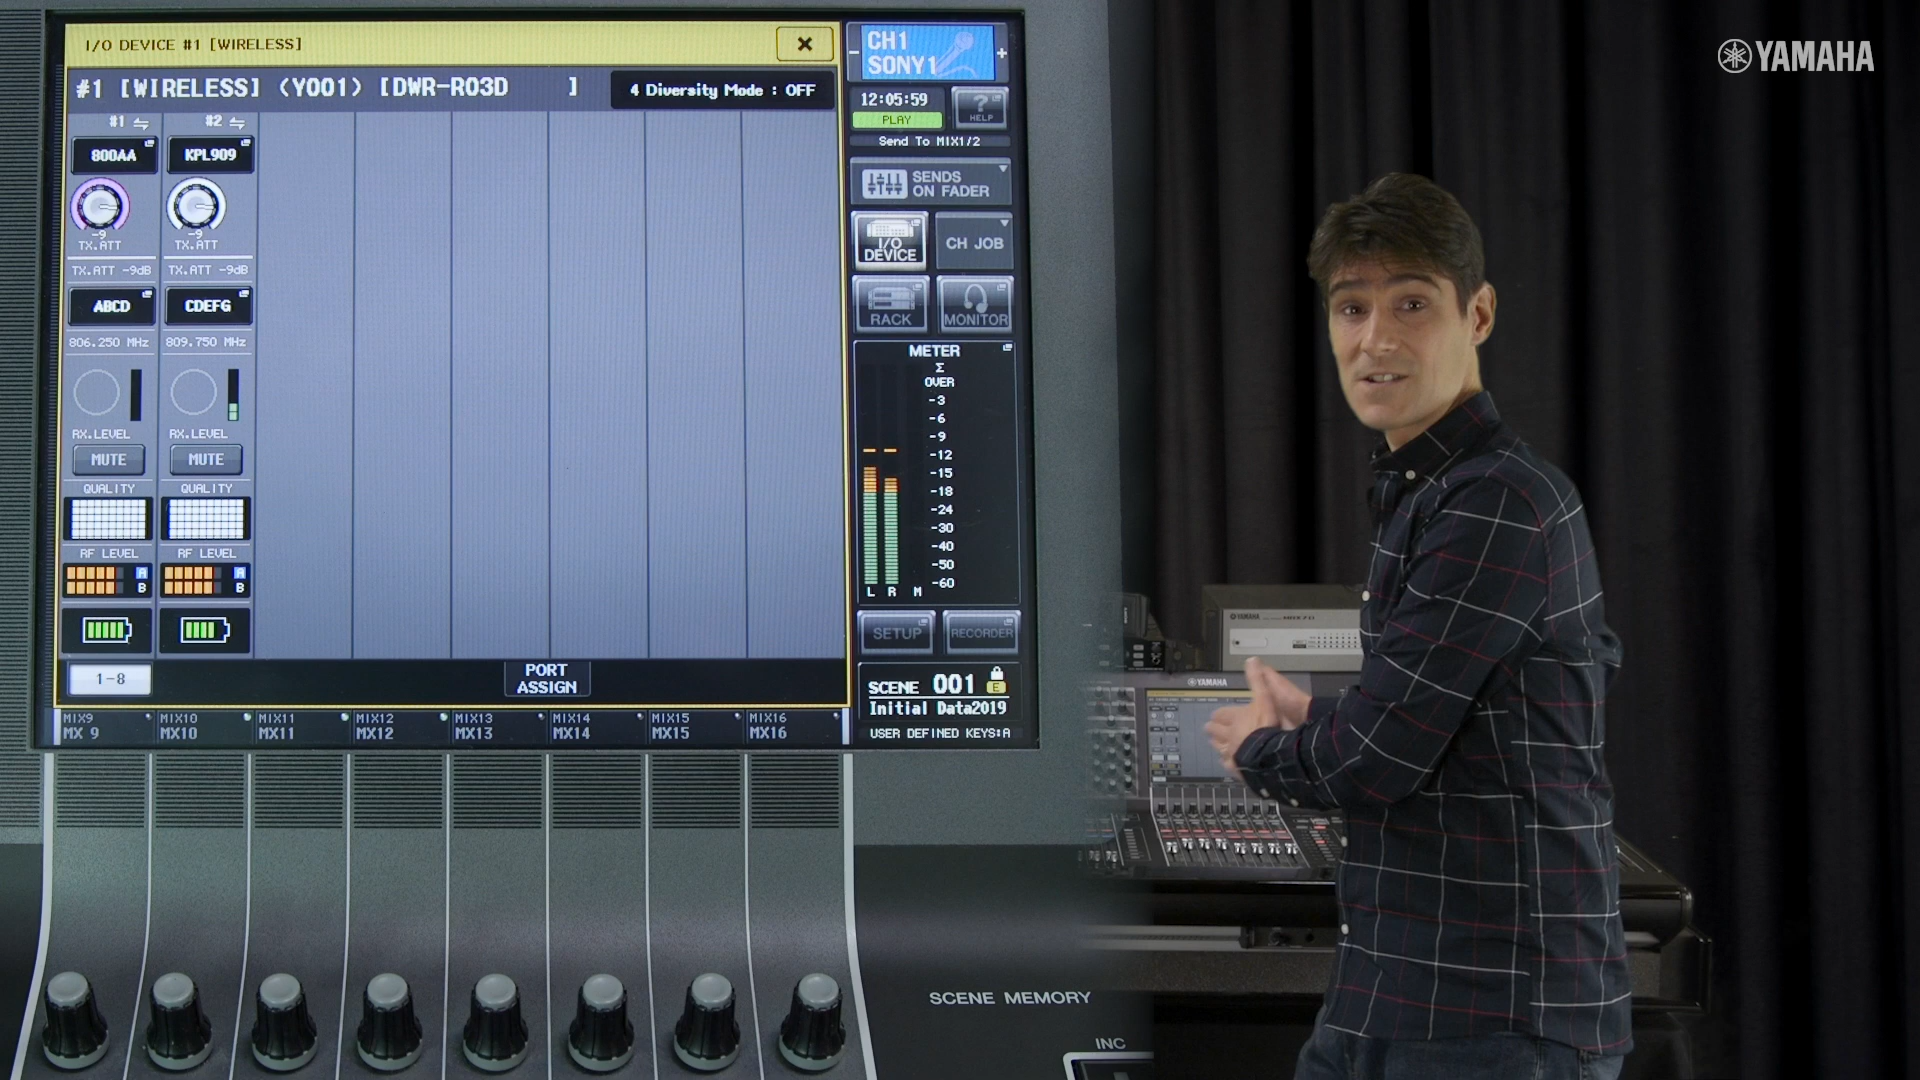 I/O DEVICE #1 [WIRELESS]
#1 [WIRELESS] (Y001) [DWR-R03D ]
4 Diversity Mode : OFF
#1 #2
800AA KPL909
-9 -9
TX.ATT TX.ATT
TX.ATT -9dB TX.ATT -9dB
ABCD CDEFG
806.250 MHz 809.750 MHz
RX.LEVEL RX.LEVEL
MUTE MUTE
QUALITY QUALITY
RF LEVEL RF LEVEL
A A
B B
1-8
PORT
ASSIGN
MIX9 MIX10 MIX11 MIX12 MIX13 MIX14 MIX15 MIX16
MX 9 MX10 MX11 MX12 MX13 MX14 MX15 MX16
- CH1 +
SONY1
12:05:59
PLAY
?
HELP
Send To MIX1/2
SENDS
ON FADER
I/O
DEVICE
CH JOB
RACK
MONITOR
METER
Σ
OVER
-3
-6
-9
-12
-15
-18
-24
-30
-40
-50
-60
L R M
SETUP
RECORDER
SCENE 001 E
Initial Data2019
USER DEFINED KEYS:A
SCENE MEMORY
INC
YAMAHA
YAMAHA
YAMAHA